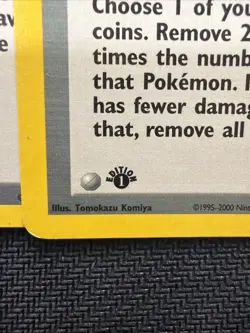 Choose 1 of you
coins. Remove 2
times the numb
that Pokémon. I
has fewer damag
that, remove all
EDITION
1
Illus. Tomokazu Komiya
©1995-2000 Nint